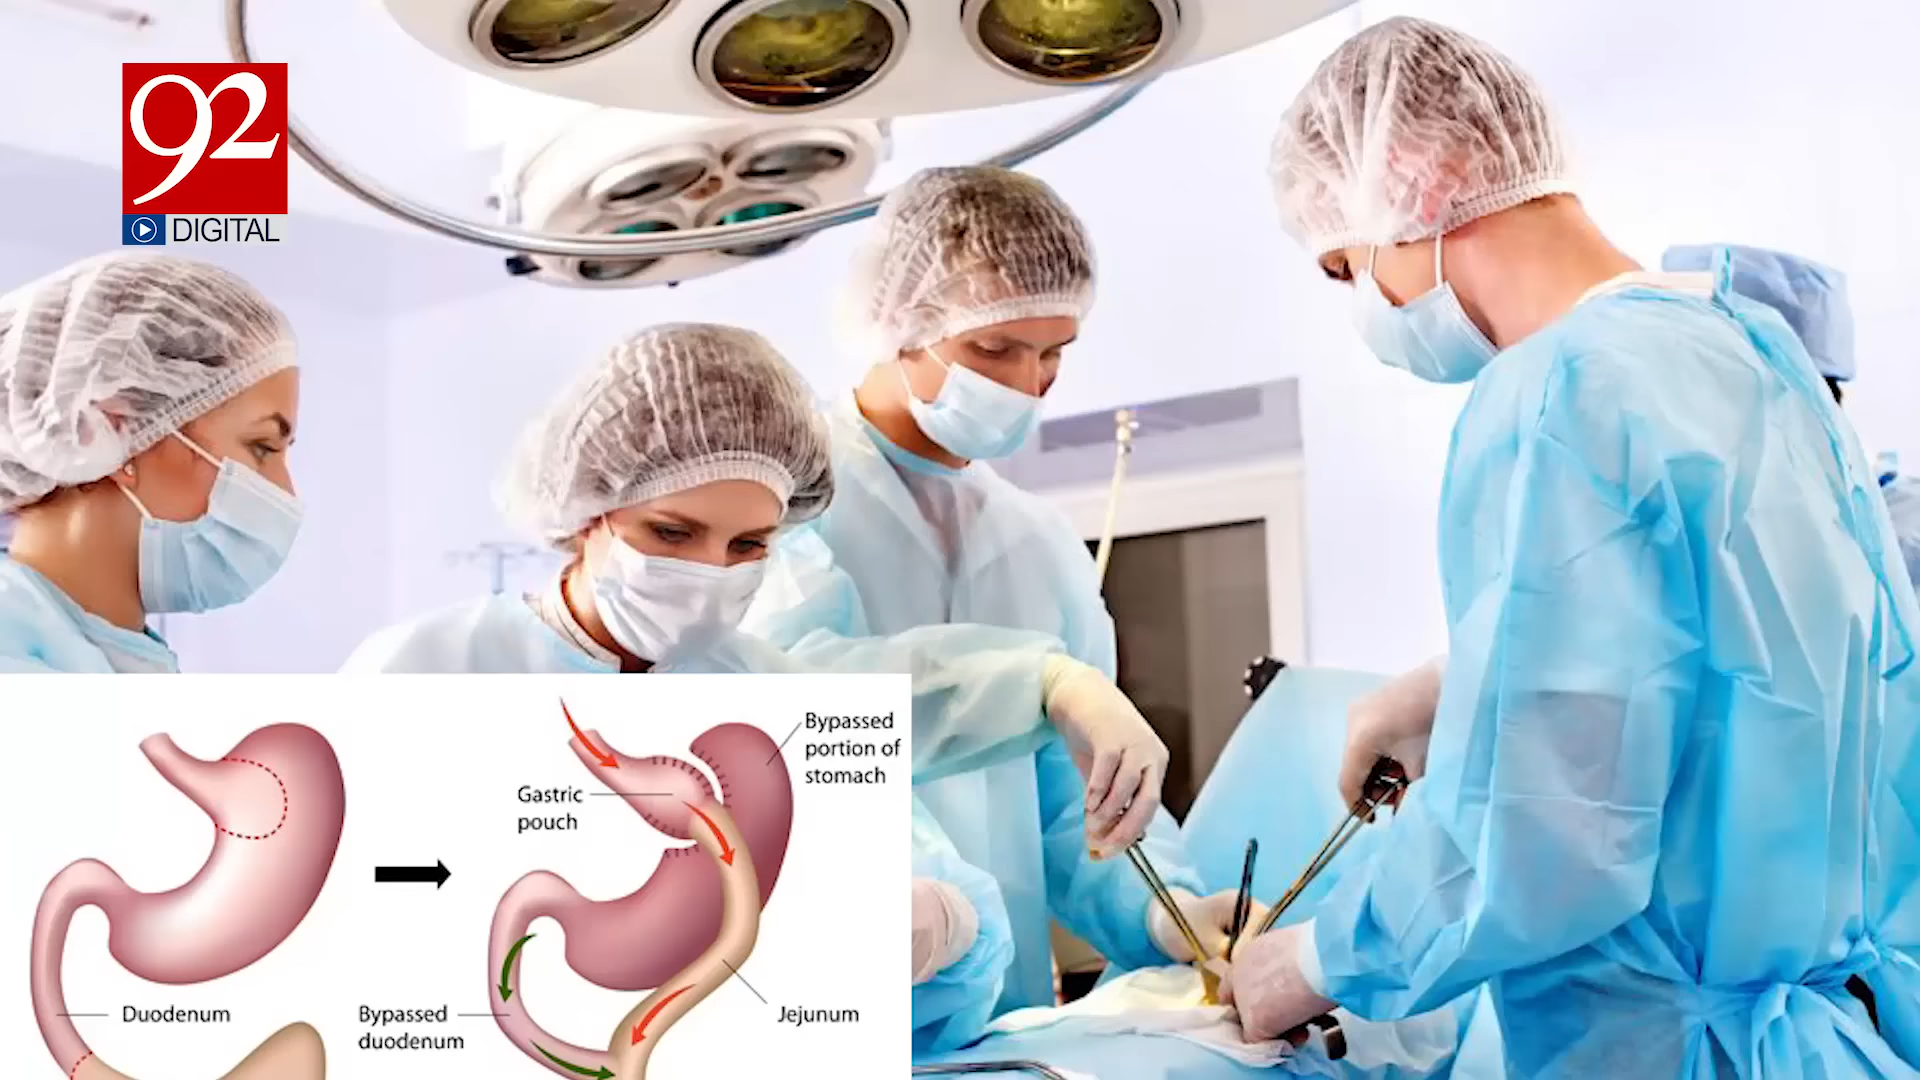 92
DIGITAL
Bypassed
portion of
stomach
Gastric
pouch
Duodenum
Bypassed
duodenum
Jejunum